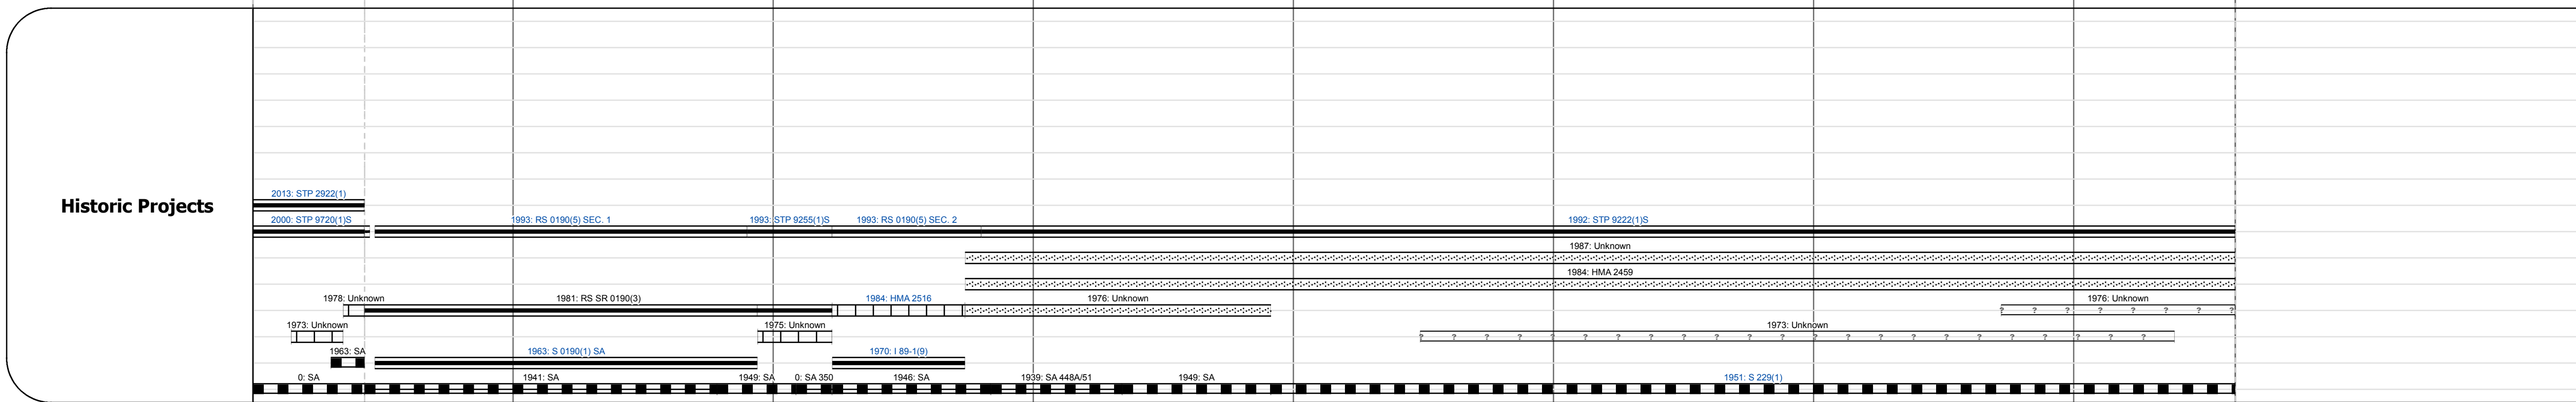 Historic Projects
2013: STP 2922(1)
2000: STP 9720(1)S 1993: RS 0190(5) SEC. 1 1993: STP 9255(1)S 1993: RS 0190(5) SEC. 2 1992: STP 9222(1)S
1987: Unknown
1984: HMA 2459
1978: Unknown 1981: RS SR 0190(3) 1984: HMA 2516 1976: Unknown 1976: Unknown
? ? ? ? ? ? ? ?
1973: Unknown 1975: Unknown 1973: Unknown
? ? ? ? ? ? ? ? ? ? ? ? ? ? ? ? ? ? ? ? ? ? ?
1963: SA 1963: S 0190(1) SA 1970: I 89-1(9)
0: SA 1941: SA 1949: SA 0: SA 350 1946: SA 1939: SA 448A/51 1949: SA 1951: S 229(1)